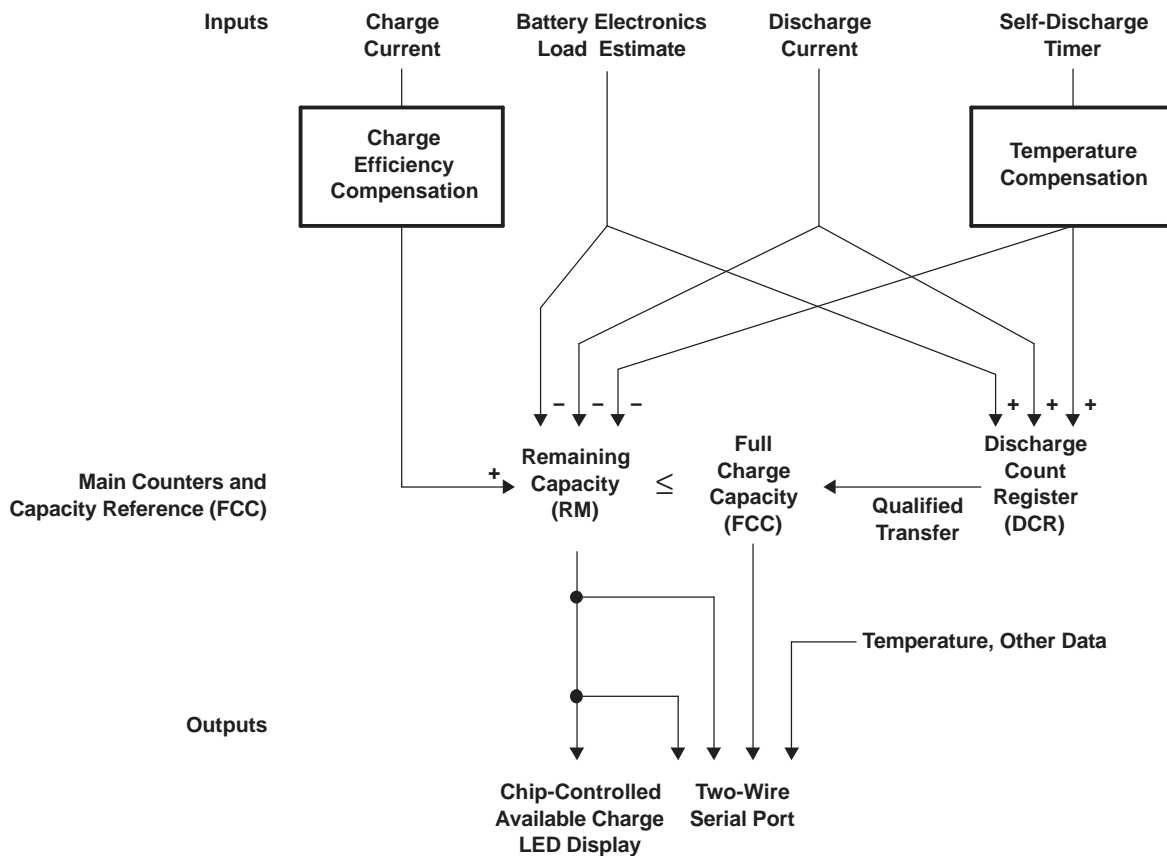 Inputs
Charge
Current
Battery Electronics
Load Estimate
Discharge
Current
Self-Discharge
Timer
Charge
Efficiency
Compensation
Temperature
Compensation
– – –
+ + +
Main Counters and
Capacity Reference (FCC)
+
Remaining
Capacity
(RM)
≤
Full
Charge
Capacity
(FCC)
Qualified
Transfer
Discharge
Count
Register
(DCR)
Temperature, Other Data
Outputs
Chip-Controlled
Available Charge
LED Display
Two-Wire
Serial Port